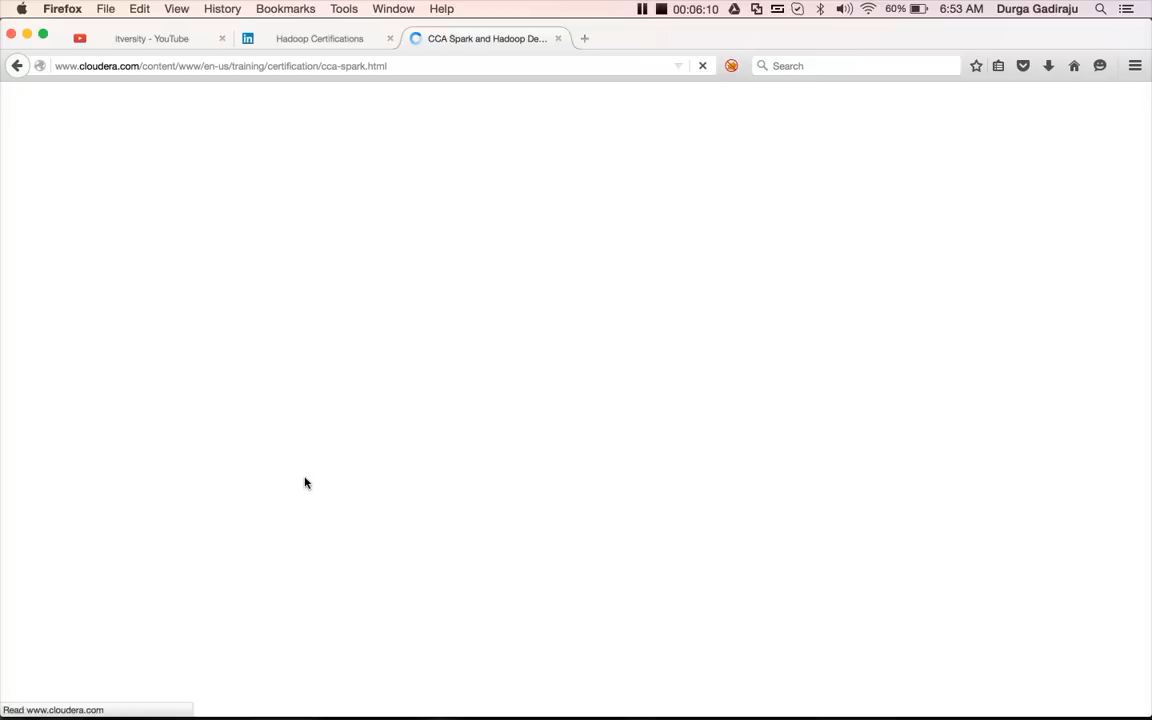 Firefox File Edit View History Bookmarks Tools Window Help 00:06:10 60% 6:53 AM Durga Gadiraju
itversity - YouTube Hadoop Certifications CCA Spark and Hadoop De...
www.cloudera.com/content/www/en-us/training/certification/cca-spark.html Search
Read www.cloudera.com